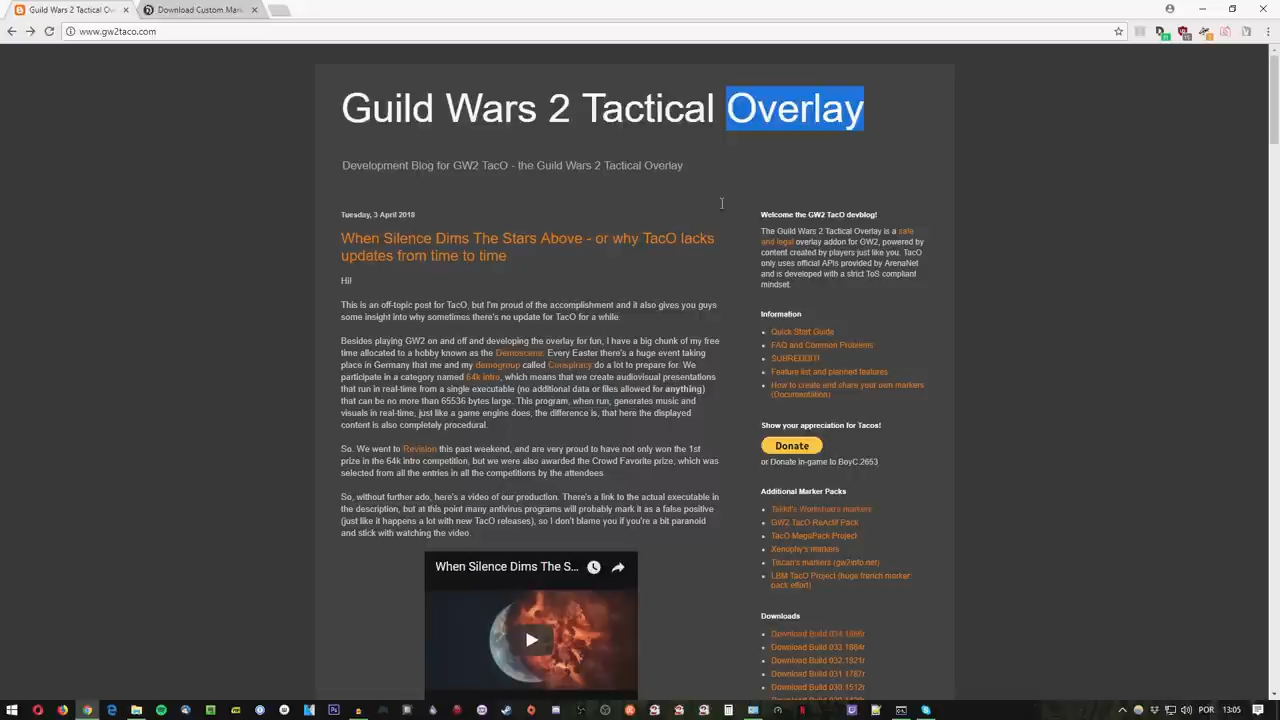 Guild Wars 2 Tactical Ov
Download Custom Mar
www.gw2taco.com
Guild Wars 2 Tactical Overlay
Development Blog for GW2 TacO - the Guild Wars 2 Tactical Overlay
Tuesday, 3 April 2018
When Silence Dims The Stars Above - or why TacO lacks
updates from time to time
Hi!
This is an off-topic post for TacO, but I'm proud of the accomplishment and it also gives you guys
some insight into why sometimes there's no update for TacO for a while.
Besides playing GW2 on and off and developing the overlay for fun, I have a big chunk of my free
time allocated to a hobby known as the Demoscene. Every Easter there's a huge event taking
place in Germany that me and my demogroup called Conspiracy do a lot to prepare for. We
participate in a category named 64k intro, which means that we create audiovisual presentations
that run in real-time from a single executable (no additional data or files allowed for anything)
that can be no more than 65536 bytes large. This program, when run, generates music and
visuals in real-time, just like a game engine does, the difference is, that here the displayed
content is also completely procedural.
So. We went to Revision this past weekend, and are very proud to have not only won the 1st
prize in the 64k intro competition, but we were also awarded the Crowd Favorite prize, which was
selected from all the entries in all the competitions by the attendees.
So, without further ado, here's a video of our production. There's a link to the actual executable in
the description, but at this point many antivirus programs will probably mark it as a false positive
(just like it happens a lot with new TacO releases), so I don't blame you if you're a bit paranoid
and stick with watching the video.
When Silence Dims The S...
Welcome the GW2 TacO devblog!
The Guild Wars 2 Tactical Overlay is a safe
and legal overlay addon for GW2, powered by
content created by players just like you. TacO
only uses official APIs provided by ArenaNet
and is developed with a strict ToS compliant
mindset.
Information
Quick Start Guide
FAQ and Common Problems
SUBREDDIT!
Feature list and planned features
How to create and share your own markers
(Documentation)
Show your appreciation for Tacos!
Donate
or Donate in-game to BoyC.2653
Additional Marker Packs
Tekkit's Workshop's markers
GW2 TacO ReActif Pack
TacO MegaPack Project
Xenophy's markers
Tiscan's markers (gw2info.net)
LBM TacO Project (huge french marker
pack effort)
Downloads
Download Build 034.1866r
Download Build 033.1864r
Download Build 032.1821r
Download Build 031.1787r
Download Build 030.1512r
POR
13:05